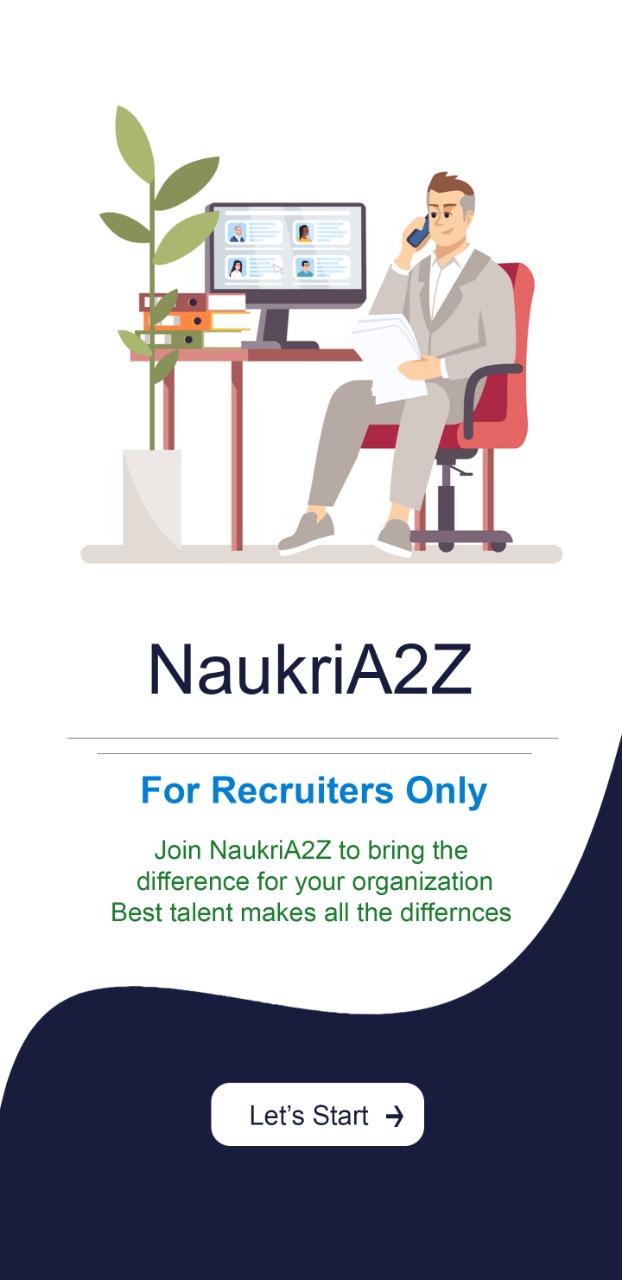 NaukriA2Z
For Recruiters Only
Join NaukriA2Z to bring the
difference for your organization
Best talent makes all the differnces
Let’s Start →